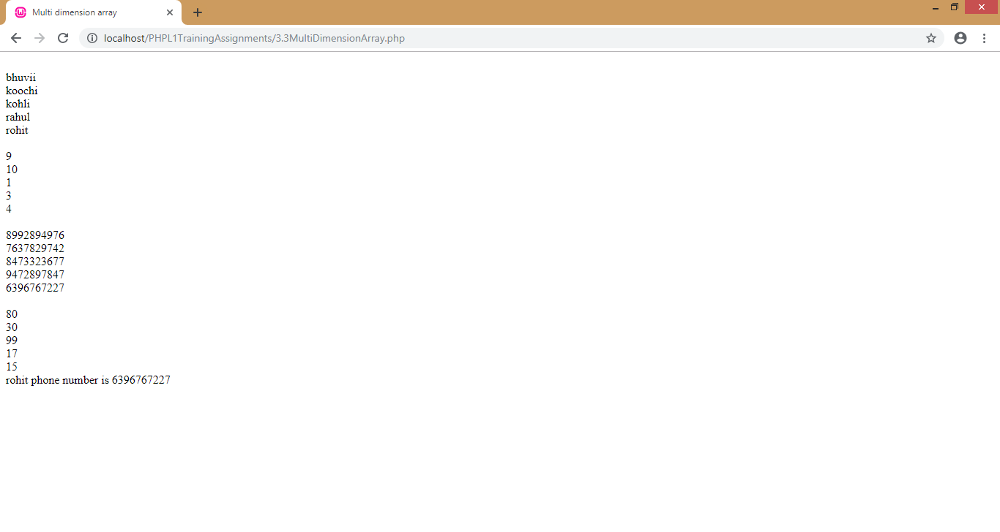 Multi dimension array
localhost/PHPL1TrainingAssignments/3.3MultiDimensionArray.php
bhuvii
koochi
kohli
rahul
rohit
9
10
1
3
4
8992894976
7637829742
8473323677
9472897847
6396767227
80
30
99
17
15
rohit phone number is 6396767227